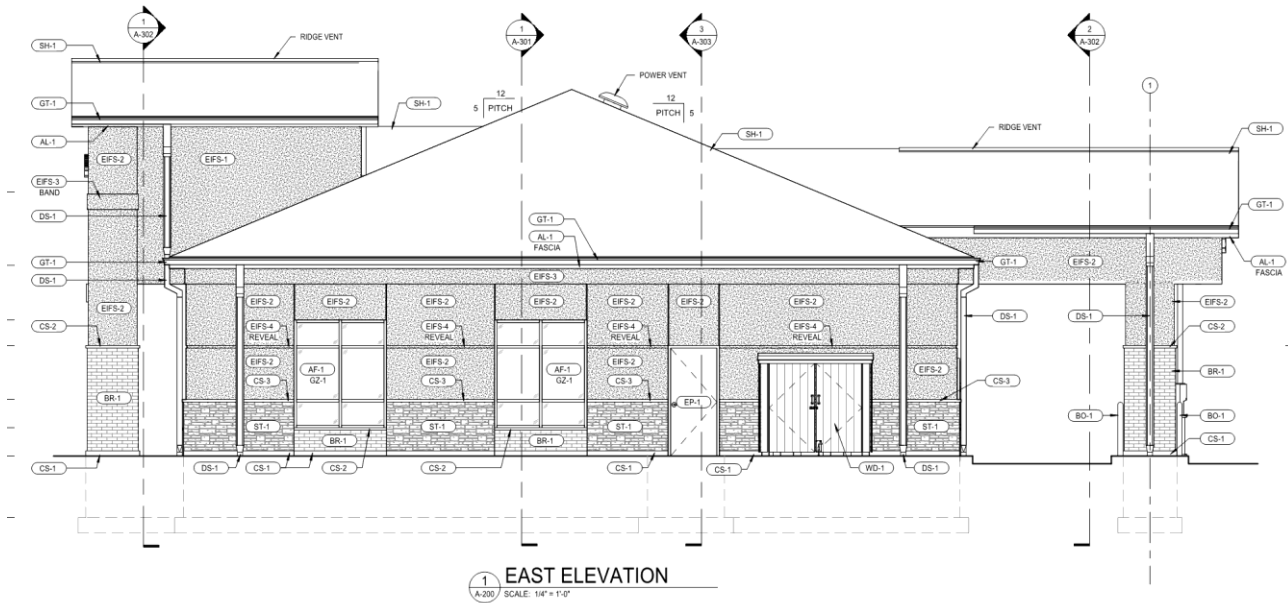 1
A-302
1
A-301
3
A-303
2
A-302
SH-1
RIDGE VENT
POWER VENT
12
5
PITCH
12
PITCH
5
1
GT-1
SH-1
AL-1
SH-1
RIDGE VENT
SH-1
EIFS-2
EIFS-1
EIFS-3
BAND
DS-1
GT-1
GT-1
AL-1
FASCIA
GT-1
DS-1
EIFS-3
GT-1
EIFS-2
AL-1
FASCIA
EIFS-2
EIFS-2
EIFS-2
EIFS-2
EIFS-2
EIFS-2
EIFS-2
EIFS-2
EIFS-2
DS-1
DS-1
EIFS-2
CS-2
EIFS-4
REVEAL
EIFS-4
REVEAL
EIFS-4
REVEAL
EIFS-4
REVEAL
CS-2
EIFS-2
AF-1
GZ-1
EIFS-2
AF-1
GZ-1
EIFS-2
EIFS-2
BR-1
CS-3
CS-3
CS-3
CS-3
BR-1
EP-1
BO-1
BO-1
ST-1
BR-1
ST-1
BR-1
ST-1
ST-1
CS-1
CS-1
DS-1
CS-1
CS-2
CS-2
CS-1
CS-1
WD-1
DS-1
1
A-200
EAST ELEVATION
SCALE: 1/4" = 1'-0"